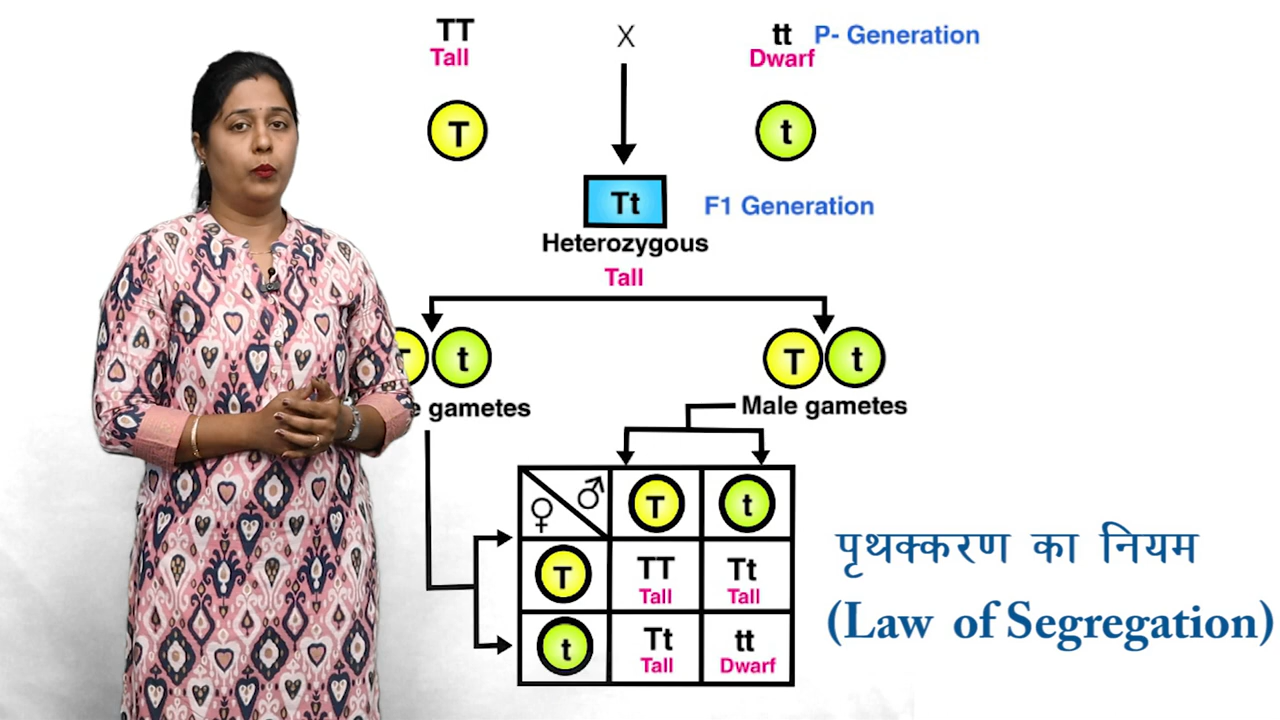 TT X tt P- Generation
Tall Dwarf
T t
Tt F1 Generation
Heterozygous
Tall
t T t
gametes Male gametes
♀ ♂ T t
T TT Tt
Tall Tall
t Tt tt
Tall Dwarf
पृथक्करण का नियम
(Law of Segregation)